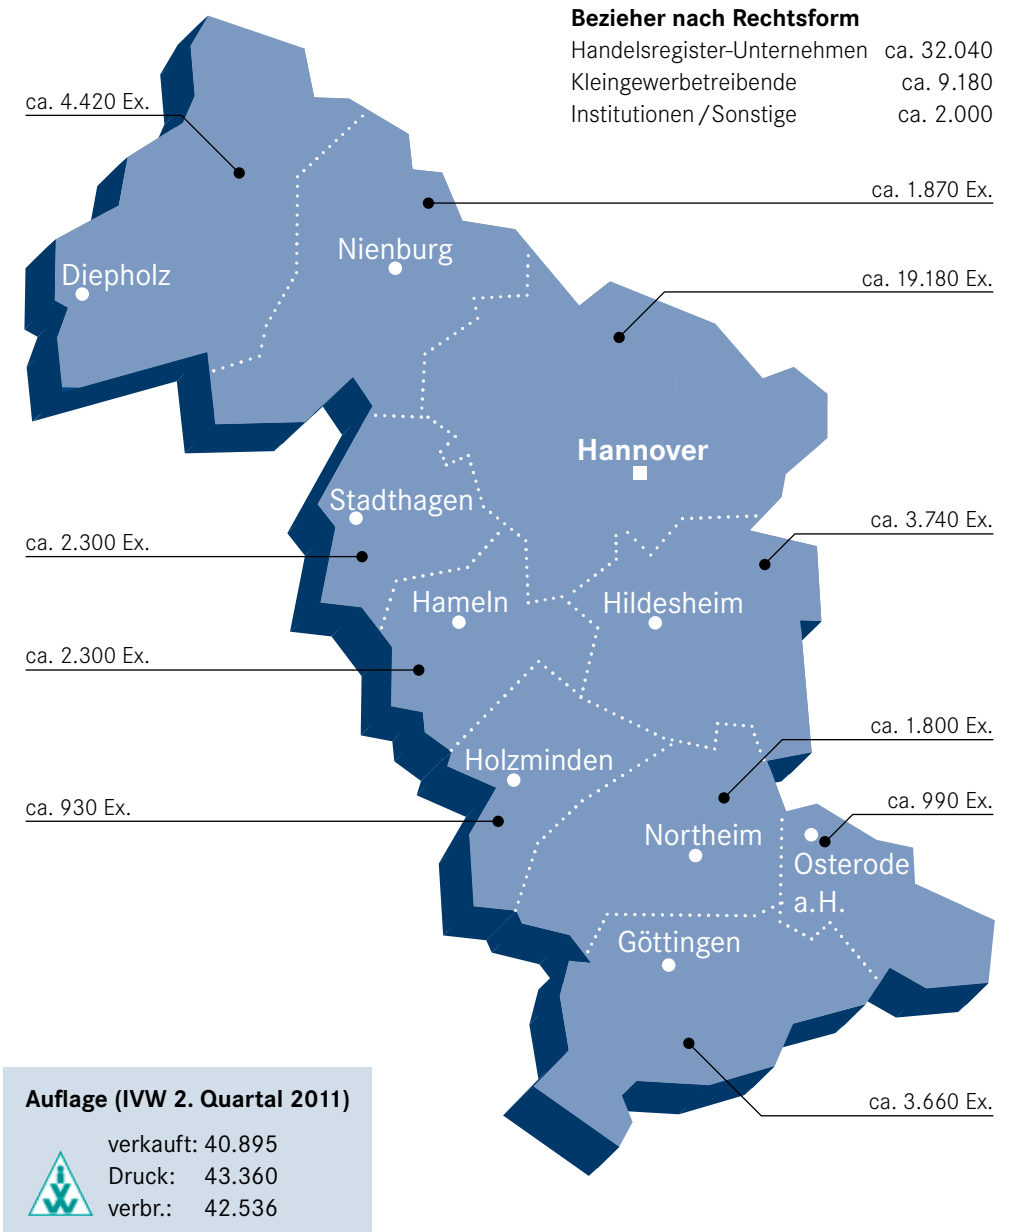 Bezieher nach Rechtsform
Handelsregister-Unternehmen ca. 32.040
Kleingewerbetreibende ca. 9.180
Institutionen / Sonstige ca. 2.000
ca. 4.420 Ex.
ca. 1.870 Ex.
Nienburg
Diepholz
ca. 19.180 Ex.
Hannover
Stadthagen
ca. 3.740 Ex.
ca. 2.300 Ex.
Hameln
Hildesheim
ca. 2.300 Ex.
ca. 1.800 Ex.
Holzminden
ca. 930 Ex.
ca. 990 Ex.
Northeim
Osterode
a.H.
Göttingen
ca. 3.660 Ex.
Auflage (IVW 2. Quartal 2011)
verkauft: 40.895
Druck: 43.360
verbr.: 42.536
iVW